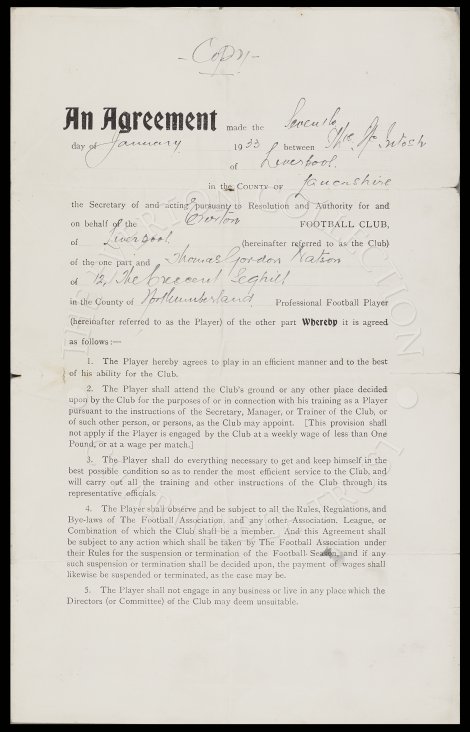 - Copy -
An Agreement made the Seventh
day of January 1933 between Thos. McIntosh
of Liverpool.
in the COUNTY OF Lancashire
the Secretary of and acting pursuant to Resolution and Authority for and
on behalf of the Everton FOOTBALL CLUB,
of Liverpool (hereinafter referred to as the Club)
of the one part and Thomas Gordon Watson
of 12, The Crescent Seghill
in the County of Northumberland Professional Football Player
(hereinafter referred to as the Player) of the other part Whereby it is agreed
as follows:—
1. The Player hereby agrees to play in an efficient manner and to the best
of his ability for the Club.
2. The Player shall attend the Club's ground or any other place decided
upon by the Club for the purposes of or in connection with his training as a Player
pursuant to the instructions of the Secretary, Manager, or Trainer of the Club, or
of such other person, or persons, as the Club may appoint. [This provision shall
not apply if the Player is engaged by the Club at a weekly wage of less than One
Pound, or at a wage per match.]
3. The Player shall do everything necessary to get and keep himself in the
best possible condition so as to render the most efficient service to the Club, and
will carry out all the training and other instructions of the Club through its
representative officials.
4. The Player shall observe and be subject to all the Rules, Regulations, and
Bye-laws of The Football Association, and any other Association, League, or
Combination of which the Club shall be a member. And this Agreement shall
be subject to any action which shall be taken by The Football Association under
their Rules for the suspension or termination of the Football Season, and if any
such suspension or termination shall be decided upon, the payment of wages shall
likewise be suspended or terminated, as the case may be.
5. The Player shall not engage in any business or live in any place which the
Directors (or Committee) of the Club may deem unsuitable.